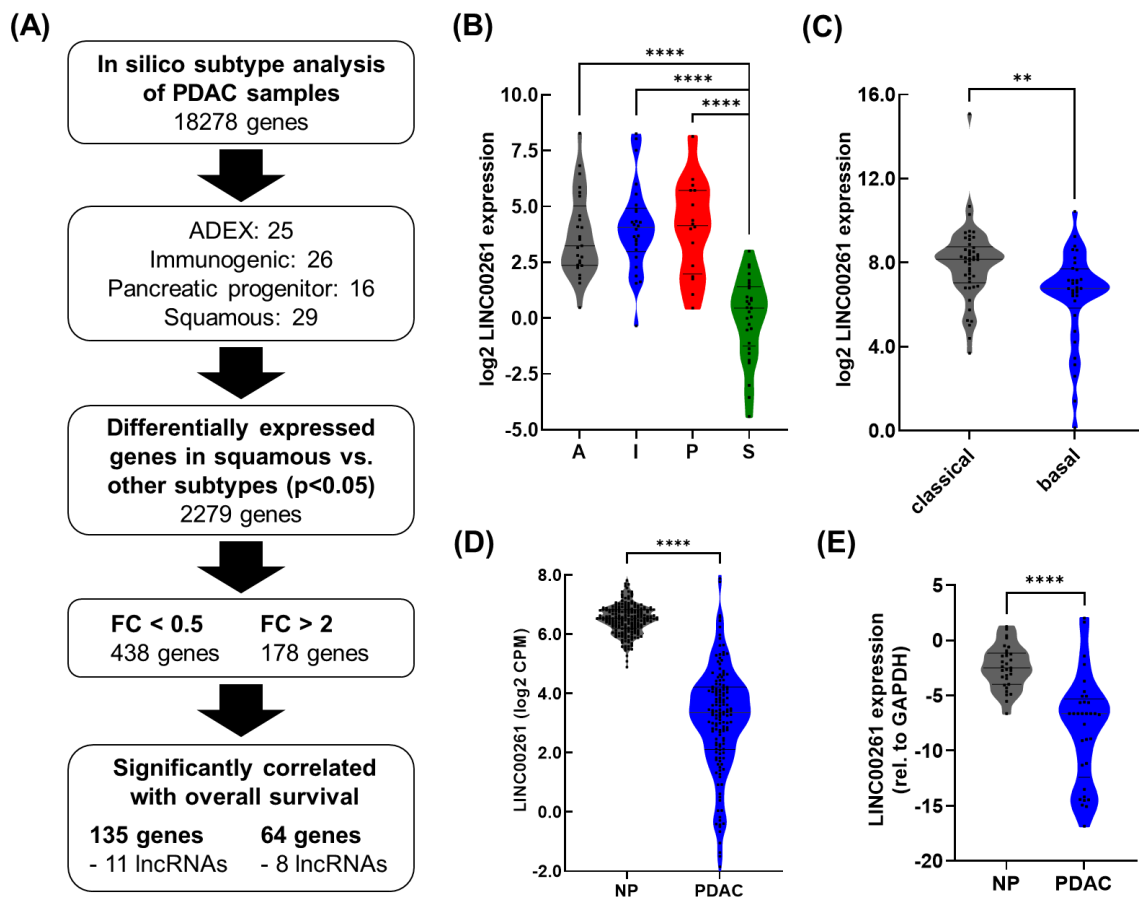 (A)
In silico subtype analysis
of PDAC samples
18278 genes
ADEX: 25
Immunogenic: 26
Pancreatic progenitor: 16
Squamous: 29
Differentially expressed
genes in squamous vs.
other subtypes (p<0.05)
2279 genes
FC < 0.5 FC > 2
438 genes 178 genes
Significantly correlated
with overall survival
135 genes 64 genes
- 11 lncRNAs - 8 lncRNAs
(B)
****
****
****
log2 LINC00261 expression
10.0
7.5
5.0
2.5
0.0
-2.5
-5.0
A I P S
(C)
**
log2 LINC00261 expression
16.0
12.0
8.0
4.0
0.0
classical basal
(D)
****
LINC00261 (log2 CPM)
8.0
6.0
4.0
2.0
0.0
-2.0
NP PDAC
(E)
****
LINC00261 expression
(rel. to GAPDH)
5
0
-5
-10
-15
-20
NP PDAC